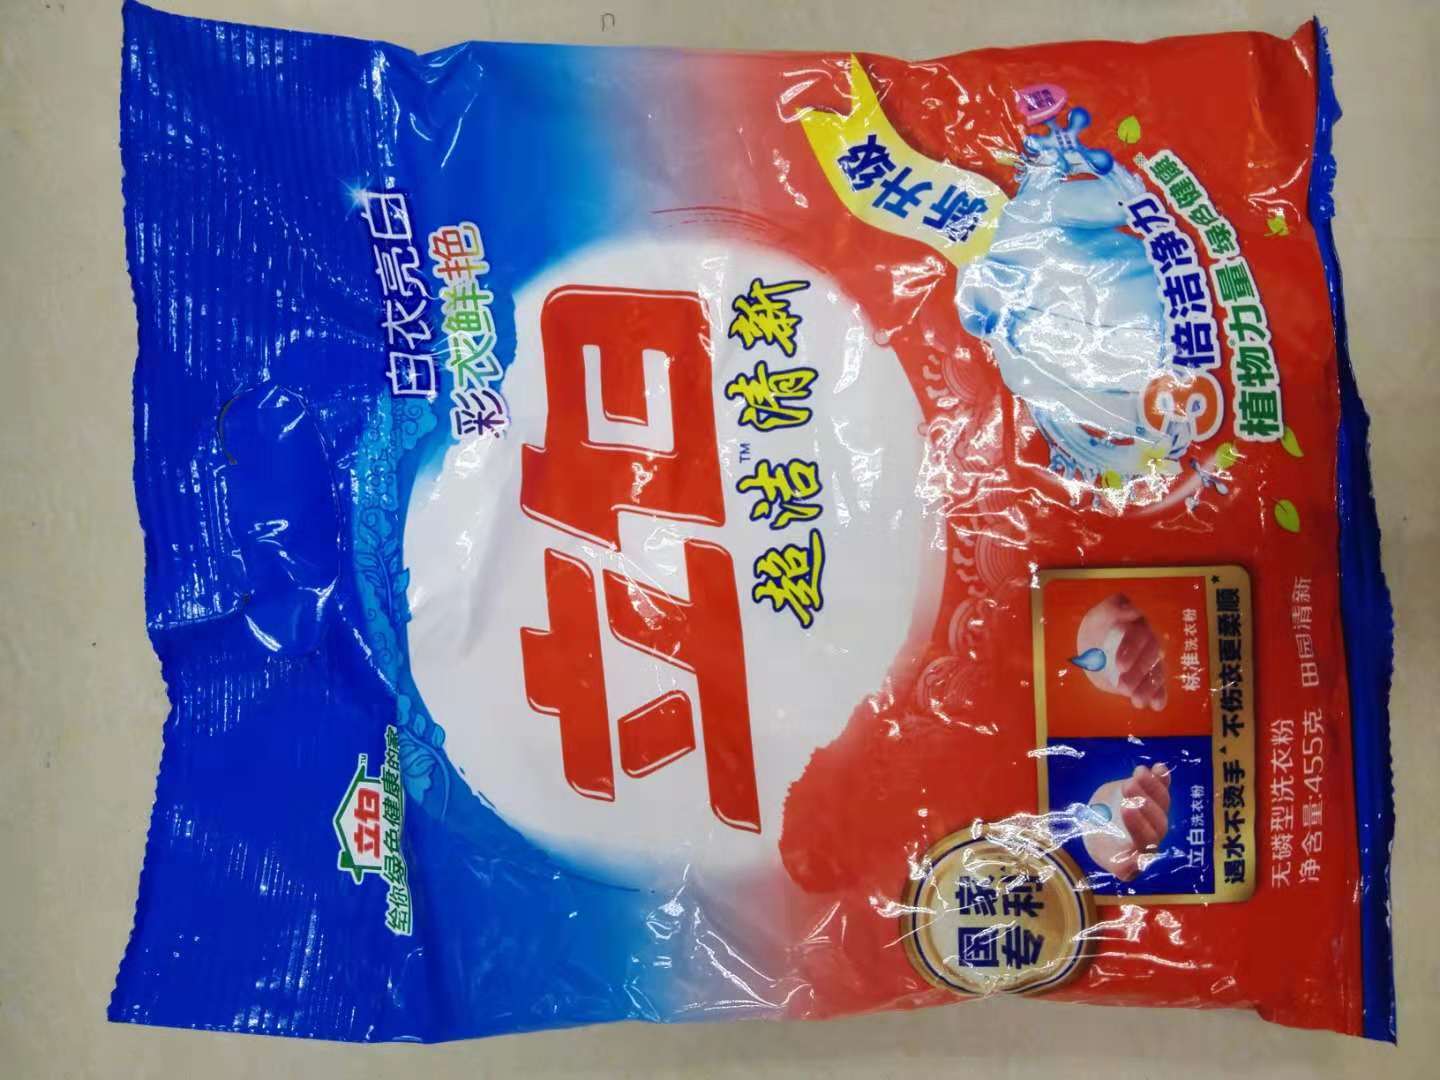 立白
给你绿色健康的家
白衣亮白
彩衣鲜艳
立白
超洁清新
TM
新升级
3倍洁净力
植物力量 绿色健康
国家
专利
立白洗衣粉
标准洗衣粉
遇水不烫手 不伤衣更柔顺
无磷型洗衣粉
净含量:455克 田园清新